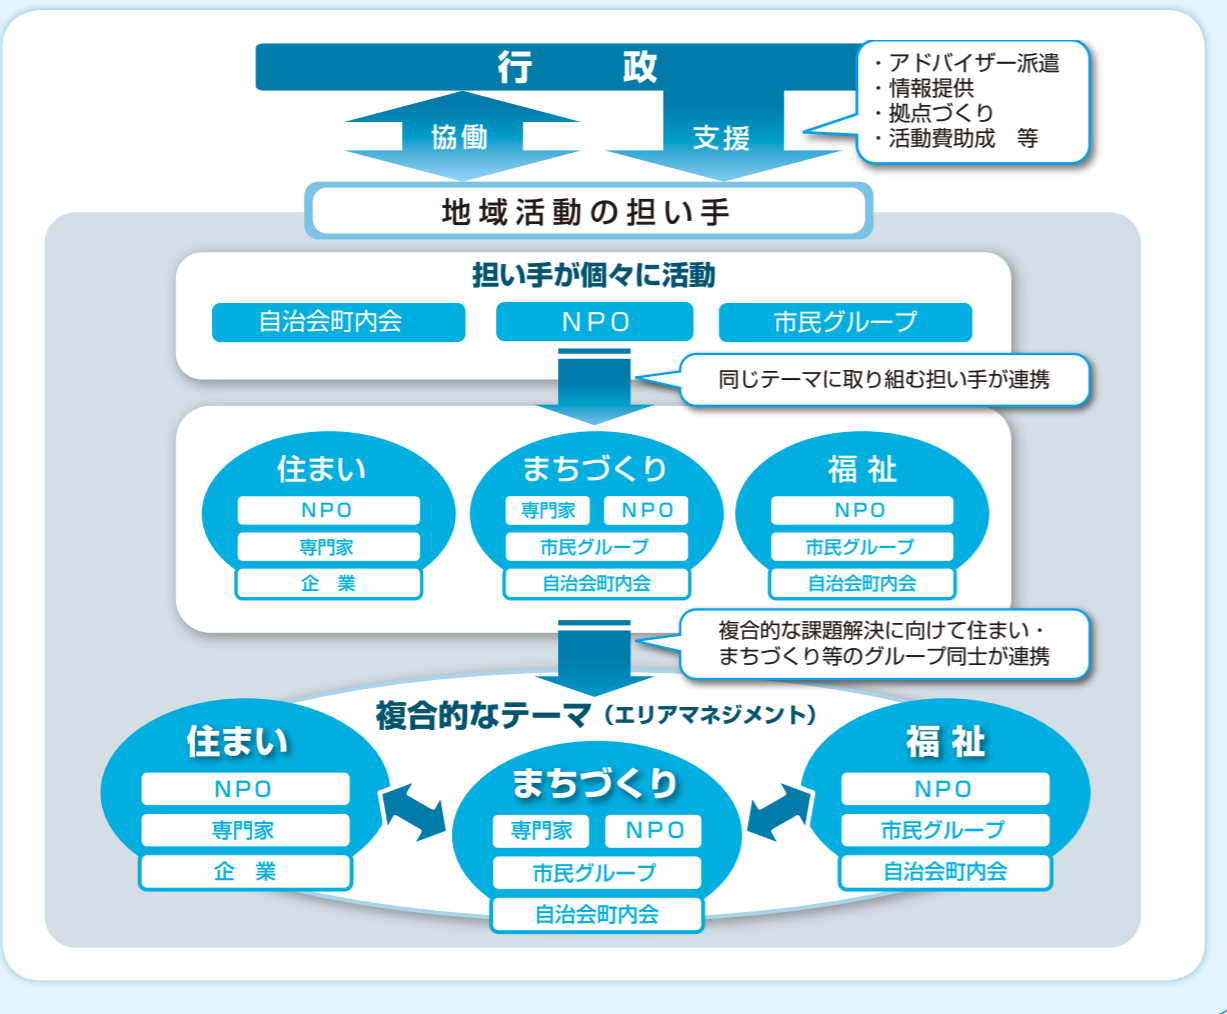 行　政
・アドバイザー派遣
・情報提供
・拠点づくり
・活動費助成　等
協働
支援
地域活動の担い手
担い手が個々に活動
自治会町内会
NPO
市民グループ
同じテーマに取り組む担い手が連携
住まい
NPO
専門家
企　業
まちづくり
専門家
NPO
市民グループ
自治会町内会
福 祉
NPO
市民グループ
自治会町内会
複合的な課題解決に向けて住まい・
まちづくり等のグループ同士が連携
複合的なテーマ（エリアマネジメント）
住まい
NPO
専門家
企　業
まちづくり
専門家
NPO
市民グループ
自治会町内会
福 祉
NPO
市民グループ
自治会町内会